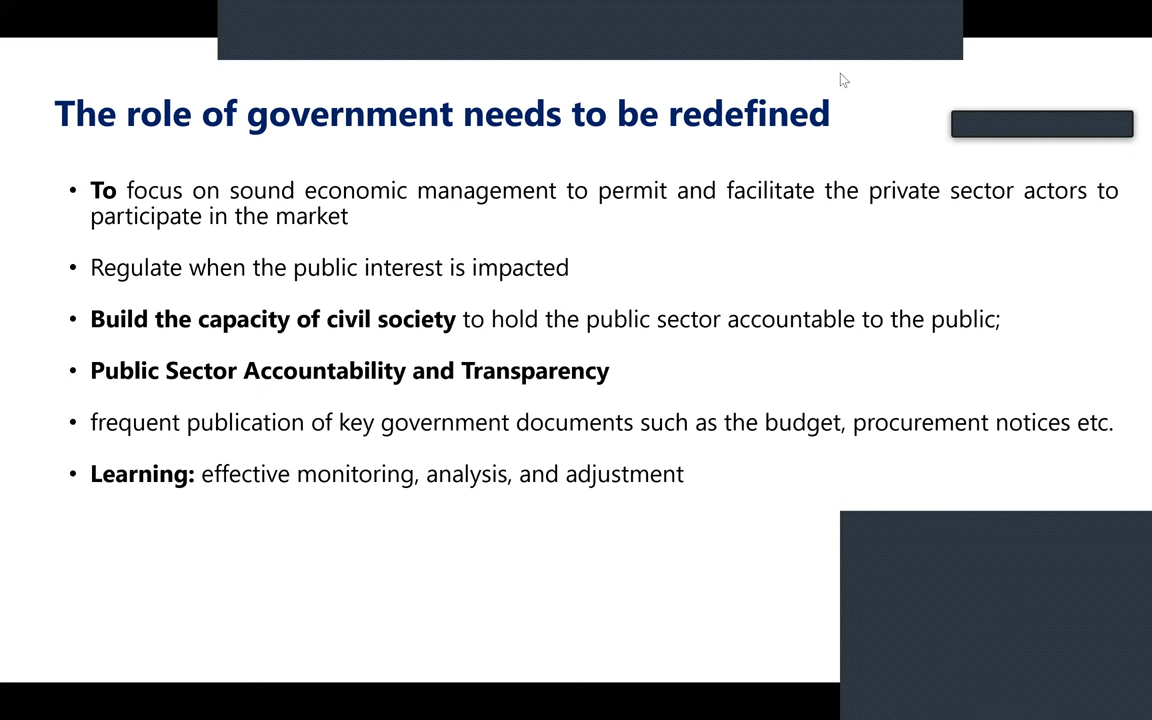 The role of government needs to be redefined
• To focus on sound economic management to permit and facilitate the private sector actors to
participate in the market
• Regulate when the public interest is impacted
• Build the capacity of civil society to hold the public sector accountable to the public;
• Public Sector Accountability and Transparency
• frequent publication of key government documents such as the budget, procurement notices etc.
• Learning: effective monitoring, analysis, and adjustment